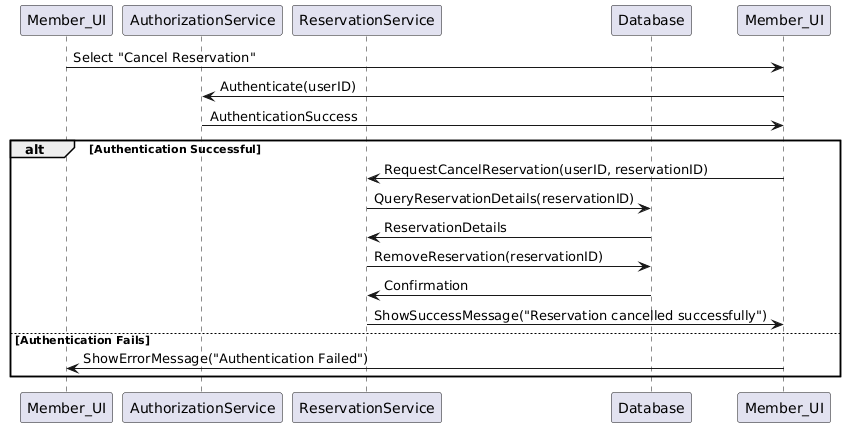 Member_UI AuthorizationService ReservationService Database Member_UI
Select "Cancel Reservation"
Authenticate(userID)
AuthenticationSuccess
alt [Authentication Successful]
RequestCancelReservation(userID, reservationID)
QueryReservationDetails(reservationID)
ReservationDetails
RemoveReservation(reservationID)
Confirmation
ShowSuccessMessage("Reservation cancelled successfully")
[Authentication Fails]
ShowErrorMessage("Authentication Failed")
Member_UI AuthorizationService ReservationService Database Member_UI